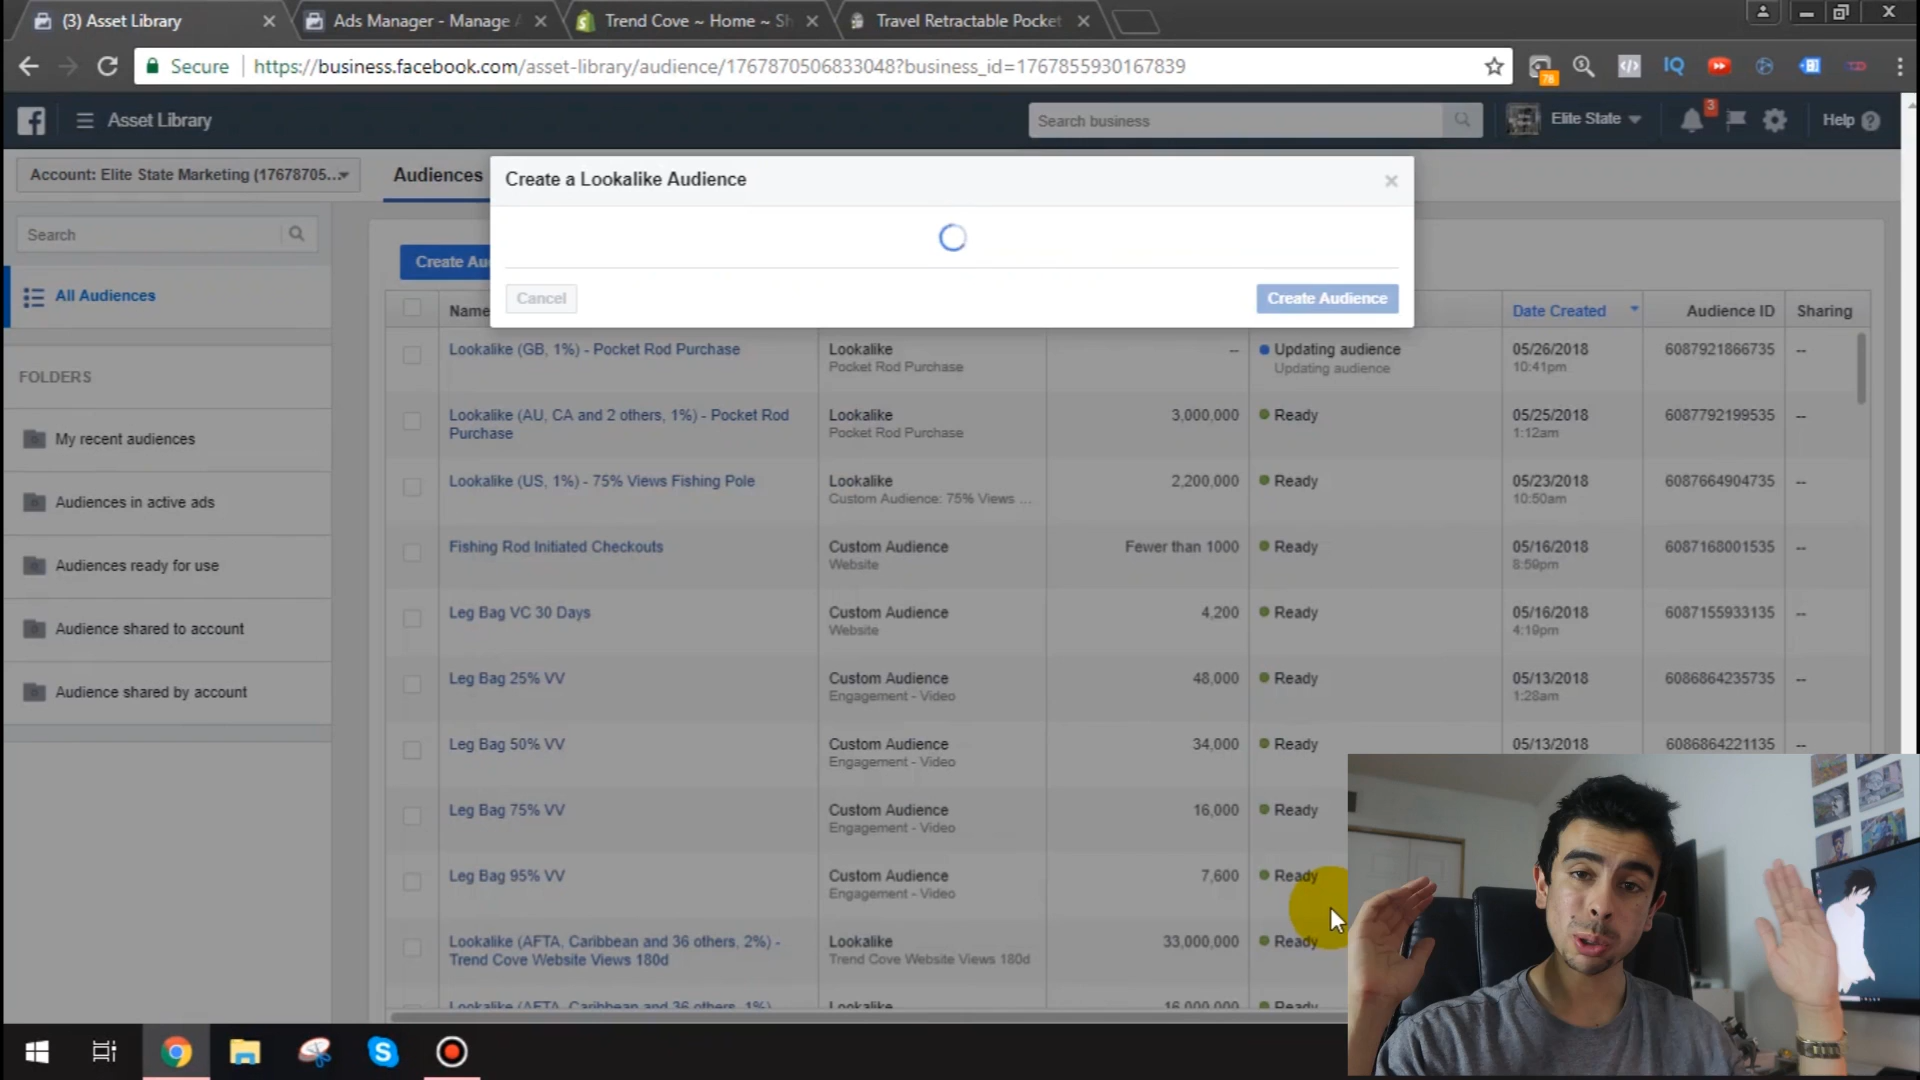 (3) Asset Library
Ads Manager - Manage
Trend Cove ~ Home ~ Sh
Travel Retractable Pocket
Secure
https://business.facebook.com/asset-library/audience/1767870506833048?business_id=1767855930167839
78
IQ
Asset Library
Search business
Elite State
3
Help
Account: Elite State Marketing (17678705...
Audiences
Create a Lookalike Audience
Cancel
Create Audience
Search
All Audiences
FOLDERS
My recent audiences
Audiences in active ads
Audiences ready for use
Audience shared to account
Audience shared by account
Create Au
Name
Date Created
Audience ID
Sharing
Lookalike (GB, 1%) - Pocket Rod Purchase
Lookalike
Pocket Rod Purchase
--
Updating audience
Updating audience
05/26/2018
10:41pm
6087921866735
--
Lookalike (AU, CA and 2 others, 1%) - Pocket Rod
Purchase
Lookalike
Pocket Rod Purchase
3,000,000
Ready
05/25/2018
1:12am
6087792199535
--
Lookalike (US, 1%) - 75% Views Fishing Pole
Lookalike
Custom Audience: 75% Views ...
2,200,000
Ready
05/23/2018
10:50am
6087664904735
--
Fishing Rod Initiated Checkouts
Custom Audience
Website
Fewer than 1000
Ready
05/16/2018
8:59pm
6087168001535
--
Leg Bag VC 30 Days
Custom Audience
Website
4,200
Ready
05/16/2018
4:19pm
6087155933135
--
Leg Bag 25% VV
Custom Audience
Engagement - Video
48,000
Ready
05/13/2018
1:28am
6086864235735
--
Leg Bag 50% VV
Custom Audience
Engagement - Video
34,000
Ready
05/13/2018
6086864221135
--
Leg Bag 75% VV
Custom Audience
Engagement - Video
16,000
Ready
Leg Bag 95% VV
Custom Audience
Engagement - Video
7,600
Ready
Lookalike (AFTA, Caribbean and 36 others, 2%) -
Trend Cove Website Views 180d
Lookalike
Trend Cove Website Views 180d
33,000,000
Ready
Lookalike (AFTA, Caribbean and 36 others, 1%)
Lookalike
16,000,000
Ready